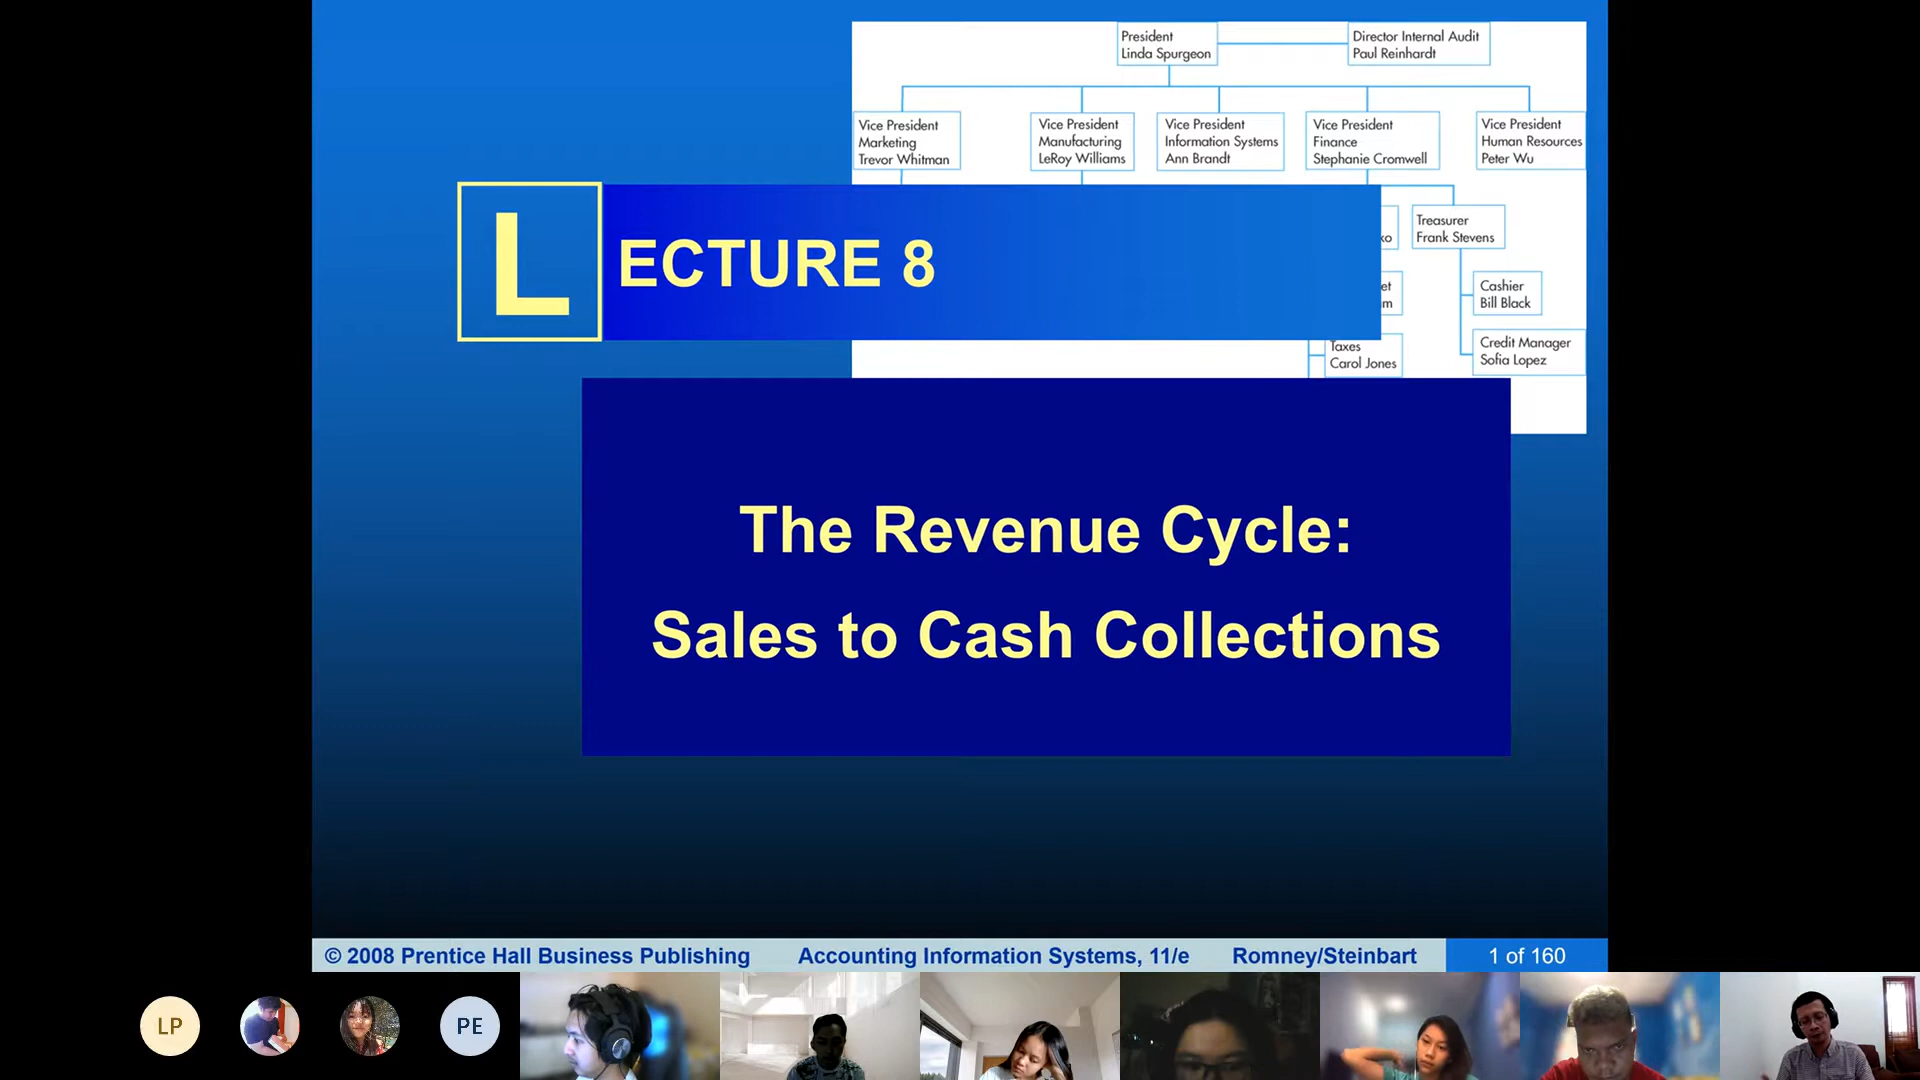 President
Linda Spurgeon
Director Internal Audit
Paul Reinhardt
Vice President
Marketing
Trevor Whitman
Vice President
Manufacturing
LeRoy Williams
Vice President
Information Systems
Ann Brandt
Vice President
Finance
Stephanie Cromwell
Vice President
Human Resources
Peter Wu
LECTURE 8
ko
Treasurer
Frank Stevens
et
m
Cashier
Bill Black
Taxes
Carol Jones
Credit Manager
Sofia Lopez
The Revenue Cycle:
Sales to Cash Collections
© 2008 Prentice Hall Business Publishing Accounting Information Systems, 11/e Romney/Steinbart 1 of 160
LP
PE